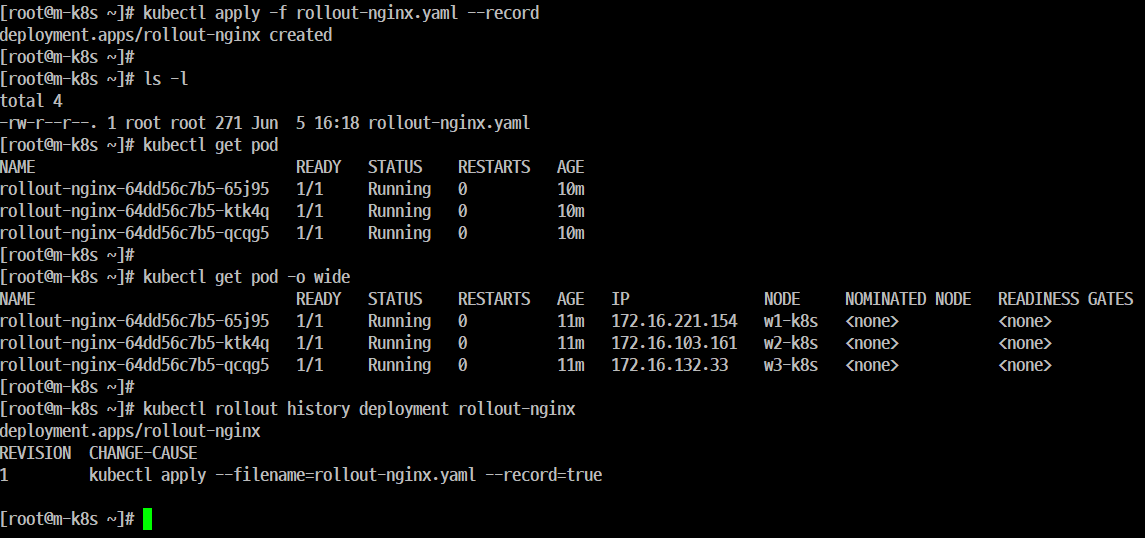 [root@m-k8s ~]# kubectl apply -f rollout-nginx.yaml --record
deployment.apps/rollout-nginx created
[root@m-k8s ~]#
[root@m-k8s ~]# ls -l
total 4
-rw-r--r--. 1 root root 271 Jun  5 16:18 rollout-nginx.yaml
[root@m-k8s ~]# kubectl get pod
NAME                             READY   STATUS    RESTARTS   AGE
rollout-nginx-64dd56c7b5-65j95   1/1     Running   0          10m
rollout-nginx-64dd56c7b5-ktk4q   1/1     Running   0          10m
rollout-nginx-64dd56c7b5-qcqg5   1/1     Running   0          10m
[root@m-k8s ~]#
[root@m-k8s ~]# kubectl get pod -o wide
NAME                             READY   STATUS    RESTARTS   AGE   IP               NODE     NOMINATED NODE   READINESS GATES
rollout-nginx-64dd56c7b5-65j95   1/1     Running   0          11m   172.16.221.154   w1-k8s   <none>           <none>
rollout-nginx-64dd56c7b5-ktk4q   1/1     Running   0          11m   172.16.103.161   w2-k8s   <none>           <none>
rollout-nginx-64dd56c7b5-qcqg5   1/1     Running   0          11m   172.16.132.33    w3-k8s   <none>           <none>
[root@m-k8s ~]#
[root@m-k8s ~]# kubectl rollout history deployment rollout-nginx
deployment.apps/rollout-nginx
REVISION  CHANGE-CAUSE
1         kubectl apply --filename=rollout-nginx.yaml --record=true
[root@m-k8s ~]#